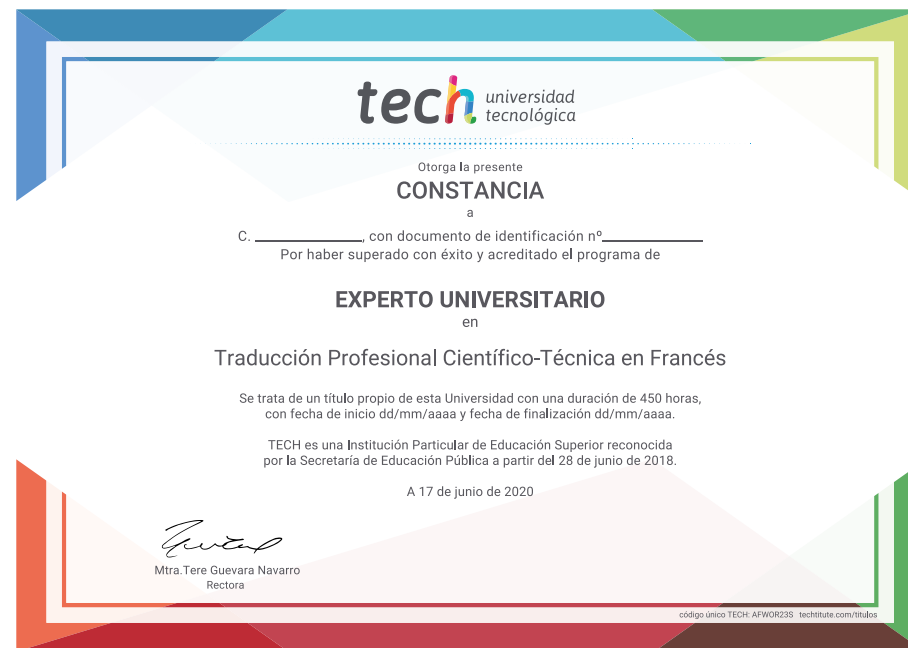 tech universidad
tecnológica
Otorga la presente
CONSTANCIA
a
C. ____________, con documento de identificación nº____________
Por haber superado con éxito y acreditado el programa de
EXPERTO UNIVERSITARIO
en
Traducción Profesional Científico-Técnica en Francés
Se trata de un título propio de esta Universidad con una duración de 450 horas,
con fecha de inicio dd/mm/aaaa y fecha de finalización dd/mm/aaaa.
TECH es una Institución Particular de Educación Superior reconocida
por la Secretaría de Educación Pública a partir del 28 de junio de 2018.
A 17 de junio de 2020
Mtra.Tere Guevara Navarro
Rectora
código único TECH: AFWOR23S techtitute.com/titulos